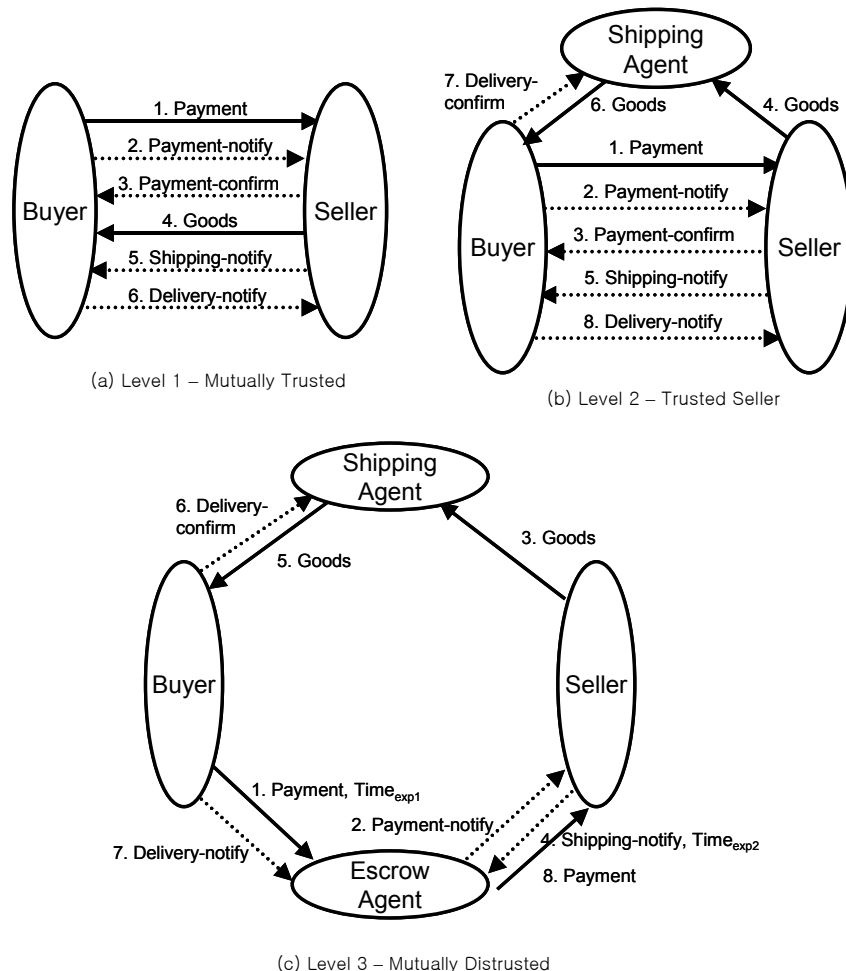 1. Payment
2. Payment-notify
3. Payment-confirm
Buyer
Seller
4. Goods
5. Shipping-notify
6. Delivery-notify
(a) Level 1 – Mutually Trusted
Shipping
Agent
7. Delivery-
confirm
6. Goods
4. Goods
1. Payment
2. Payment-notify
Buyer
Seller
3. Payment-confirm
5. Shipping-notify
8. Delivery-notify
(b) Level 2 – Trusted Seller
Shipping
Agent
6. Delivery-
confirm
3. Goods
5. Goods
Buyer
Seller
1. Payment, Timeexp1
2. Payment-notify
7. Delivery-notify
4. Shipping-notify, Timeexp2
Escrow
Agent
8. Payment
(c) Level 3 – Mutually Distrusted